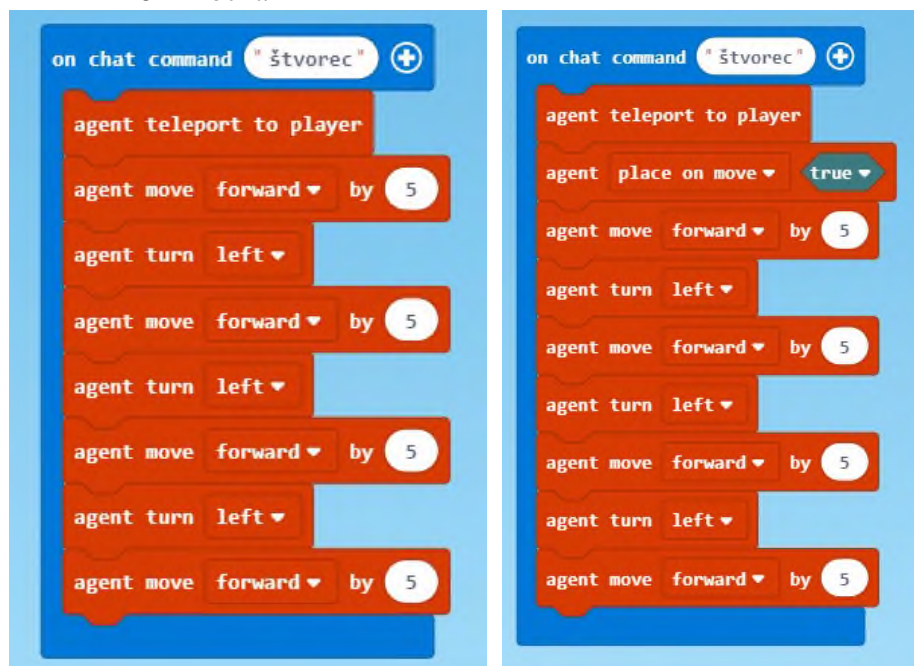 on chat command "štvorec"
agent teleport to player
agent move forward by 5
agent turn left
agent move forward by 5
agent turn left
agent move forward by 5
agent turn left
agent move forward by 5
on chat command "štvorec"
agent teleport to player
agent place on move true
agent move forward by 5
agent turn left
agent move forward by 5
agent turn left
agent move forward by 5
agent turn left
agent move forward by 5